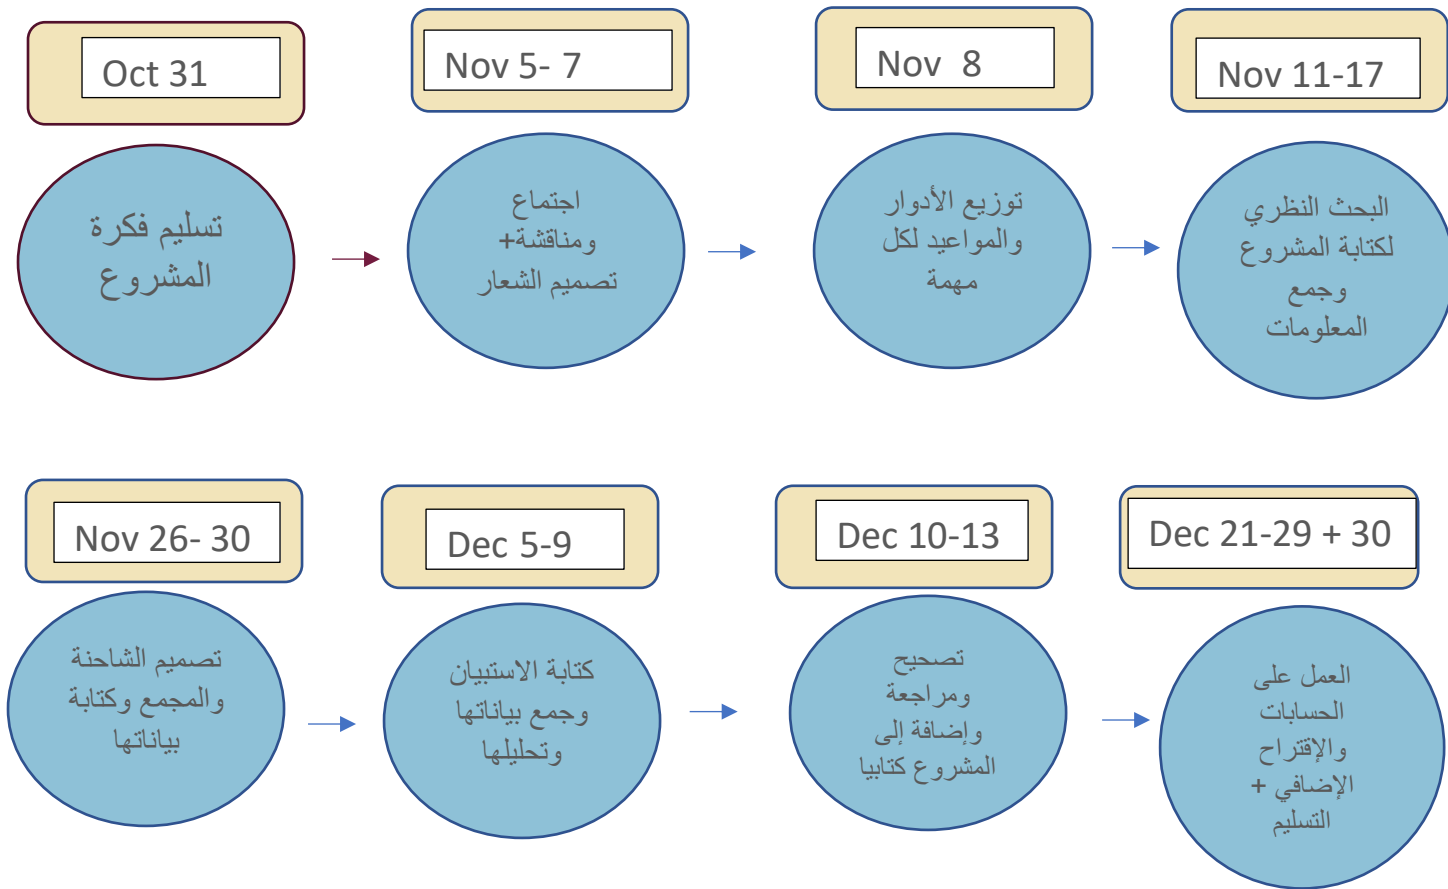 Oct 31
تسليم فكرة
المشروع
Nov 5- 7
اجتماع
ومناقشة+
تصميم الشعار
Nov 8
توزيع الأدوار
والمواعيد لكل
مهمة
Nov 11-17
البحث النظري
لكتابة المشروع
وجمع
المعلومات
Nov 26- 30
تصميم الشاحنة
والمجمع وكتابة
بياناتها
Dec 5-9
كتابة الاستبيان
وجمع بياناتها
وتحليلها
Dec 10-13
تصحيح
ومراجعة
وإضافة إلى
المشروع كتابيا
Dec 21-29 + 30
العمل على
الحسابات
والإقتراح
الإضافي +
التسليم